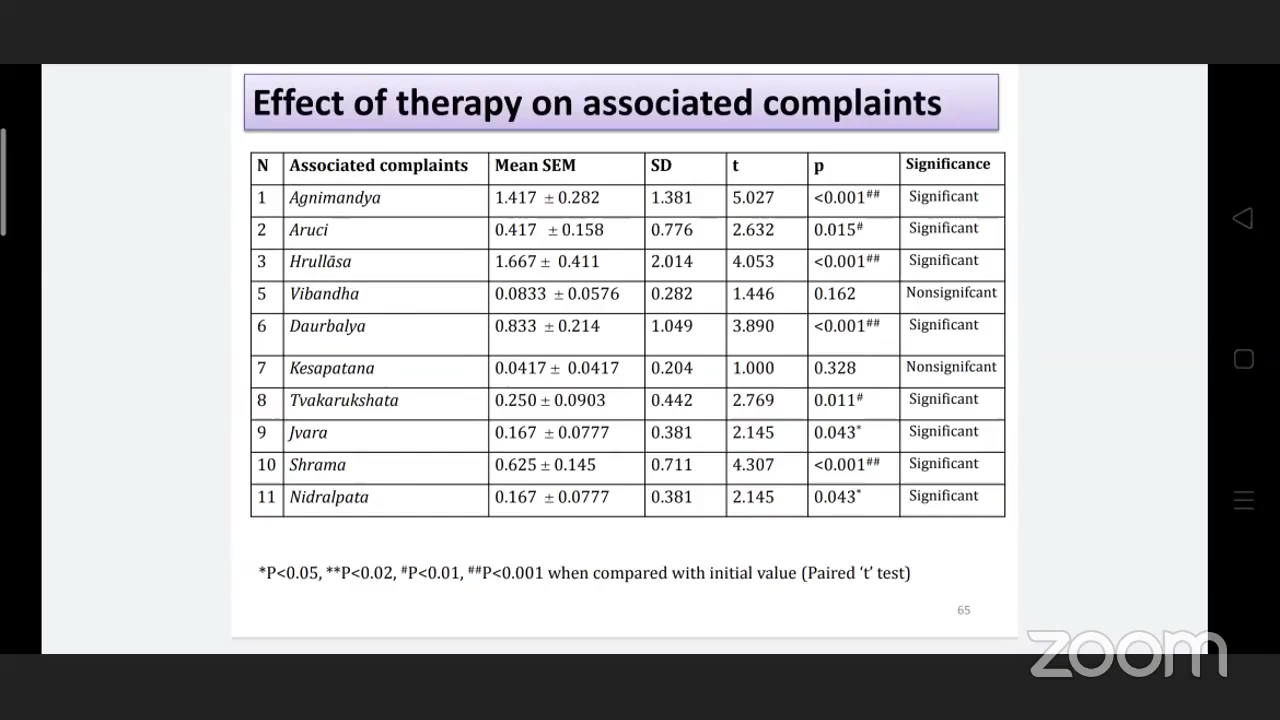 Effect of therapy on associated complaints
N Associated complaints Mean SEM SD t p Significance
1 Agnimandya 1.417 ± 0.282 1.381 5.027 <0.001## Significant
2 Aruci 0.417 ± 0.158 0.776 2.632 0.015# Significant
3 Hrullāsa 1.667 ± 0.411 2.014 4.053 <0.001## Significant
5 Vibandha 0.0833 ± 0.0576 0.282 1.446 0.162 Nonsignifcant
6 Daurbalya 0.833 ± 0.214 1.049 3.890 <0.001## Significant
7 Kesapatana 0.0417 ± 0.0417 0.204 1.000 0.328 Nonsignifcant
8 Tvakarukshata 0.250 ± 0.0903 0.442 2.769 0.011# Significant
9 Jvara 0.167 ± 0.0777 0.381 2.145 0.043* Significant
10 Shrama 0.625 ± 0.145 0.711 4.307 <0.001## Significant
11 Nidralpata 0.167 ± 0.0777 0.381 2.145 0.043* Significant
*P<0.05, **P<0.02, #P<0.01, ##P<0.001 when compared with initial value (Paired ‘t’ test)
65
zoom